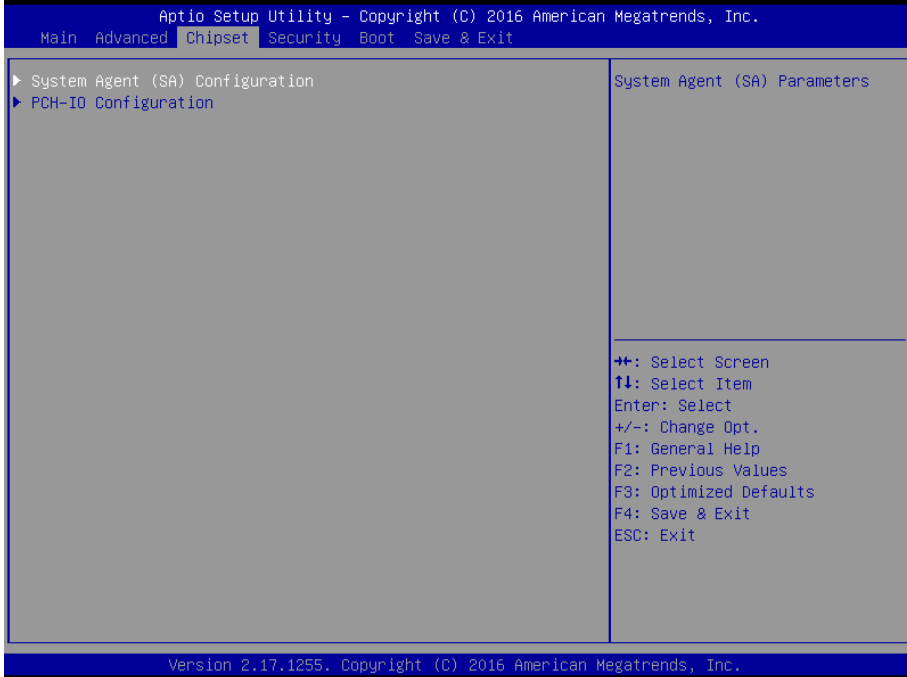 Aptio Setup Utility – Copyright (C) 2016 American Megatrends, Inc.
Main Advanced Chipset Security Boot Save & Exit
▶ System Agent (SA) Configuration
▶ PCH-IO Configuration
System Agent (SA) Parameters
→←: Select Screen
↑↓: Select Item
Enter: Select
+/-: Change Opt.
F1: General Help
F2: Previous Values
F3: Optimized Defaults
F4: Save & Exit
ESC: Exit
Version 2.17.1255. Copyright (C) 2016 American Megatrends, Inc.